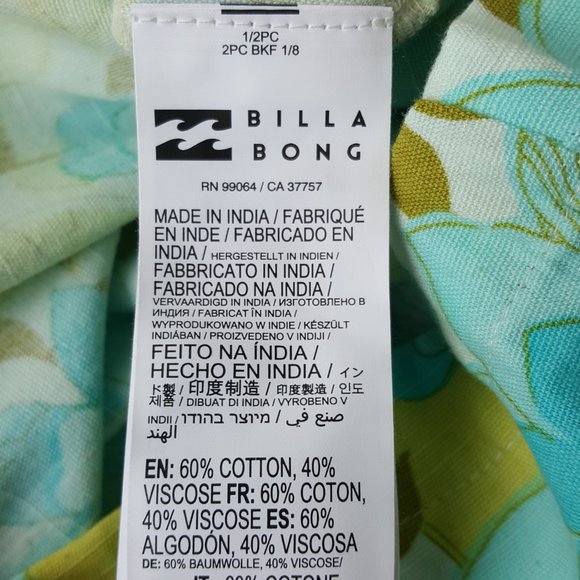 1/2PC
2PC BKF 1/8
BILLA
BONG
RN 99064 / CA 37757
MADE IN INDIA / FABRIQUÉ
EN INDE / FABRICADO EN
INDIA / HERGESTELLT IN INDIEN /
FABBRICATO IN INDIA /
FABRICADO NA INDIA /
VERVAARDIGD IN INDIA / ИЗГОТОВЛЕНО В
ИНДИЯ / FABRICAT ÎN INDIA /
WYPRODUKOWANO W INDIE / KÉSZÜLT
INDIÁBAN / PROIZVEDENO V INDIJI /
FEITO NA ÍNDIA /
HECHO EN INDIA / イン
ド製 / 印度制造 / 印度製造 / 인도
제품 / DIBUAT DI INDIA / VYROBENO V
INDII / מיוצר בהודו / صنع في /
الهند
EN: 60% COTTON, 40%
VISCOSE FR: 60% COTON,
40% VISCOSE ES: 60%
ALGODÓN, 40% VISCOSA
DE: 60% BAUMWOLLE, 40% VISKOSE